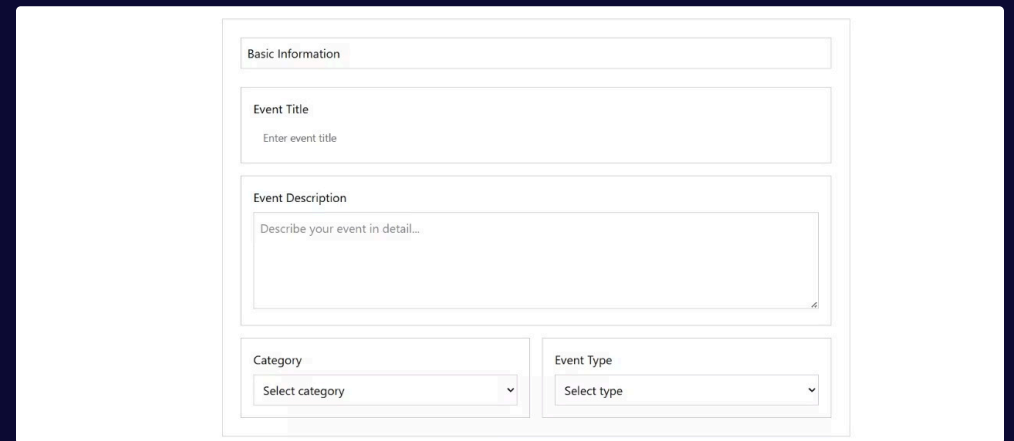 Basic Information
Event Title
Enter event title
Event Description
Describe your event in detail...
Category
Event Type
Select category
Select type